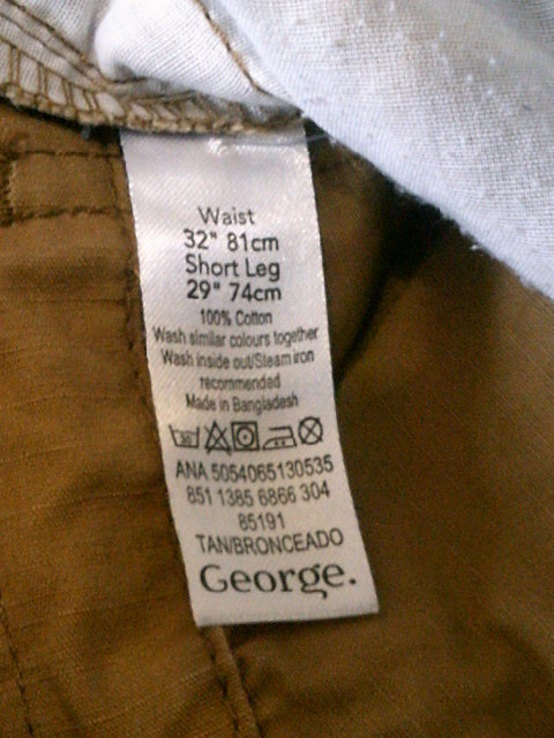 Waist
32" 81cm
Short Leg
29" 74cm
100% Cotton
Wash similar colours together
Wash inside out/Steam iron
recommended
Made in Bangladesh
ANA 5054065130535
851 1385 6866 304
85191
TAN/BRONCEADO
George.